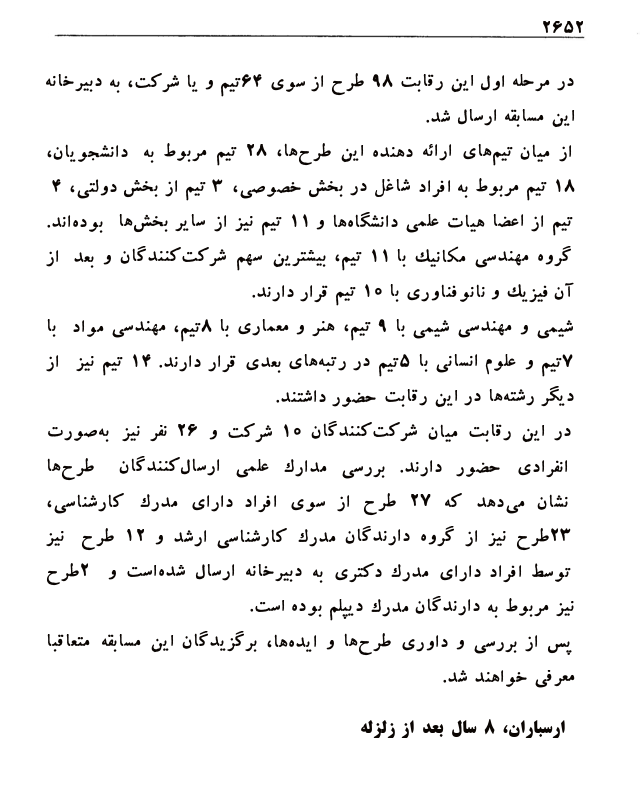 ۲۶۵۲
در مرحله اول این رقابت ۹۸ طرح از سوی ۶۴تیم و یا شرکت، به دبیرخانه
این مسابقه ارسال شد.
از میان تیم‌های ارائه دهنده این طرح‌ها، ۲۸ تیم مربوط به دانشجویان،
۱۸ تیم مربوط به افراد شاغل در بخش خصوصی، ۳ تیم از بخش دولتی، ۴
تیم از اعضا هیات علمی دانشگاه‌ها و ۱۱ تیم نیز از سایر بخش‌ها بوده‌اند.
گروه مهندسی مکانیك با ۱۱ تیم، بیشترین سهم شرکت‌کنندگان و بعد از
آن فیزیك و نانوفناوری با ۱۰ تیم قرار دارند.
شیمی و مهندسی شیمی با ۹ تیم، هنر و معماری با ۸تیم، مهندسی مواد با
۷تیم و علوم انسانی با ۵تیم در رتبه‌های بعدی قرار دارند. ۱۴ تیم نیز از
دیگر رشته‌ها در این رقابت حضور داشتند.
در این رقابت میان شرکت‌کنندگان ۱۰ شرکت و ۲۶ نفر نیز به‌صورت
انفرادی حضور دارند. بررسی مدارك علمی ارسال‌کنندگان طرح‌ها
نشان می‌دهد که ۲۷ طرح از سوی افراد دارای مدرك کارشناسی،
۲۳طرح نیز از گروه دارندگان مدرك کارشناسی ارشد و ۱۲ طرح نیز
توسط افراد دارای مدرك دکتری به دبیرخانه ارسال شده‌است و ۲طرح
نیز مربوط به دارندگان مدرك دیپلم بوده است.
پس از بررسی و داوری طرح‌ها و ایده‌ها، برگزیدگان این مسابقه متعاقبا
معرفی خواهند شد.
ارسباران، ۸ سال بعد از زلزله